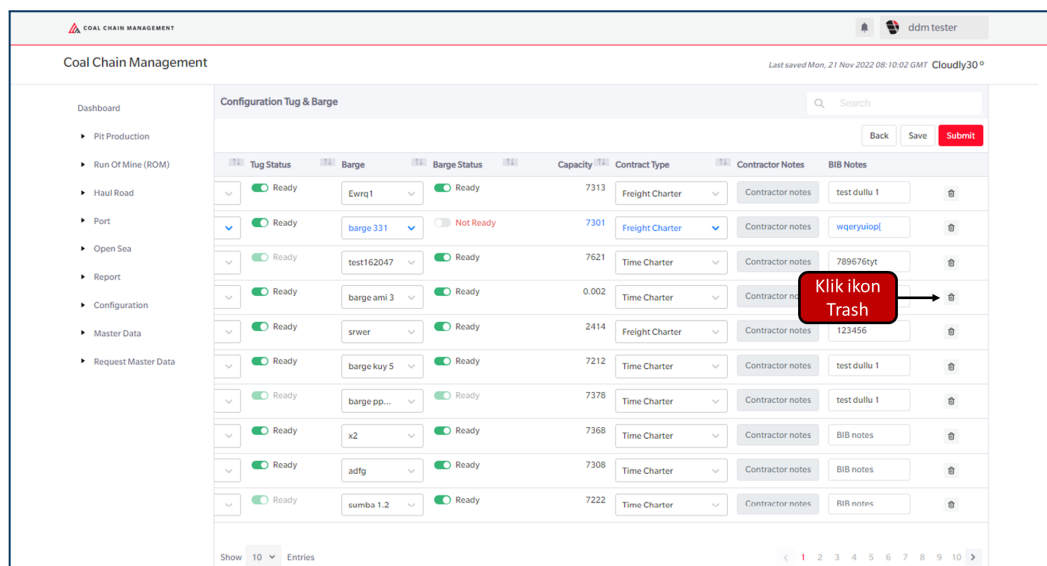 COAL CHAIN MANAGEMENT
ddm tester
Coal Chain Management
Last saved Mon, 21 Nov 2022 08:10:02 GMT Cloudly30º
Dashboard
Pit Production
Run Of Mine (ROM)
Haul Road
Port
Open Sea
Report
Configuration
Master Data
Request Master Data
Configuration Tug & Barge
Search
Back Save Submit
Tug Status Barge Barge Status Capacity Contract Type Contractor Notes BIB Notes
Ready Ewrq1 Ready 7313 Freight Charter Contractor notes test dullu 1
Ready barge 331 Not Ready 7301 Freight Charter Contractor notes wqeryuiop[
Ready test162047 Ready 7621 Time Charter Contractor notes 789676tyt
Ready barge ami 3 Ready 0.002 Time Charter Contractor
Klik ikon
Trash
Ready srwer Ready 2414 Freight Charter Contractor notes 123456
Ready barge kuy 5 Ready 7212 Time Charter Contractor notes test dullu 1
Ready barge pp... Ready 7378 Time Charter Contractor notes test dullu 1
Ready x2 Ready 7368 Time Charter Contractor notes BIB notes
Ready adfg Ready 7308 Time Charter Contractor notes BIB notes
Ready sumba 1.2 Ready 7222 Time Charter Contractor notes BIB notes
Show 10 Entries
< 1 2 3 4 5 6 7 8 9 10 >